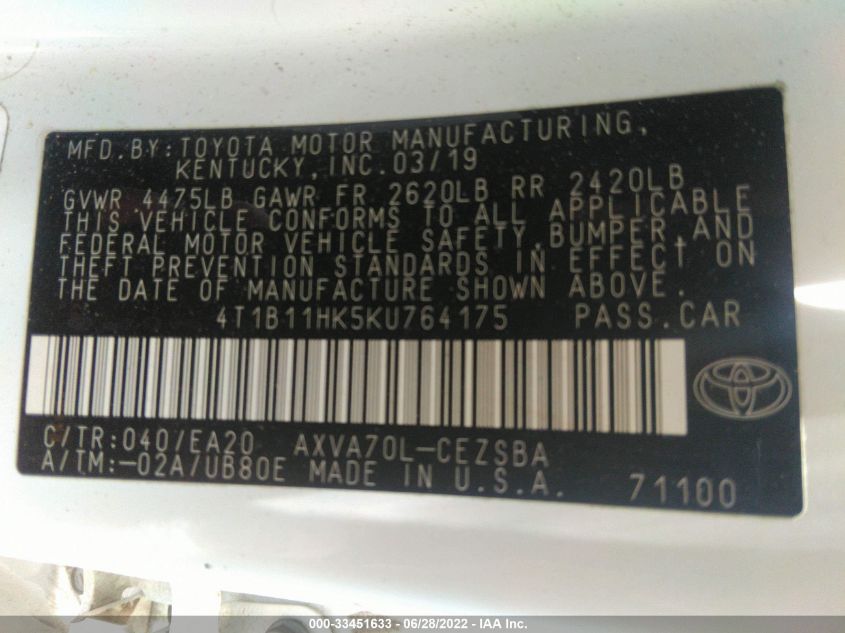 MFD.BY:TOYOTA MOTOR MANUFACTURING,
KENTUCKY,INC.03/19
GVWR 4475LB GAWR FR 2620LB RR 2420LB
THIS VEHICLE CONFORMS TO ALL APPLICABLE
FEDERAL MOTOR VEHICLE SAFETY,BUMPER,AND
THEFT PREVENTION STANDARDS IN EFFECT ON
THE DATE OF MANUFACTURE SHOWN ABOVE.
4T1B11HK5KU764175 PASS.CAR
C/TR:040/EA20 AXVA70L-CEZSBA
A/TM:-02A/UB80E MADE IN U.S.A. 71100
© - 33451633 - 06/28/2022 - IAA Inc.